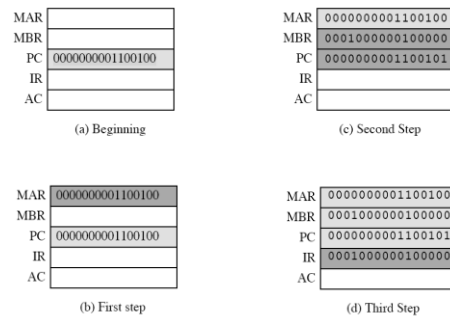 MAR
MBR
PC 0000000001100100
IR
AC
(a) Beginning
MAR 0000000001100100
MBR 0001000000100000
PC 0000000001100101
IR
AC
(c) Second Step
MAR 0000000001100100
MBR
PC 0000000001100100
IR
AC
(b) First step
MAR 0000000001100100
MBR 0001000000100000
PC 0000000001100101
IR 0001000000100000
AC
(d) Third Step